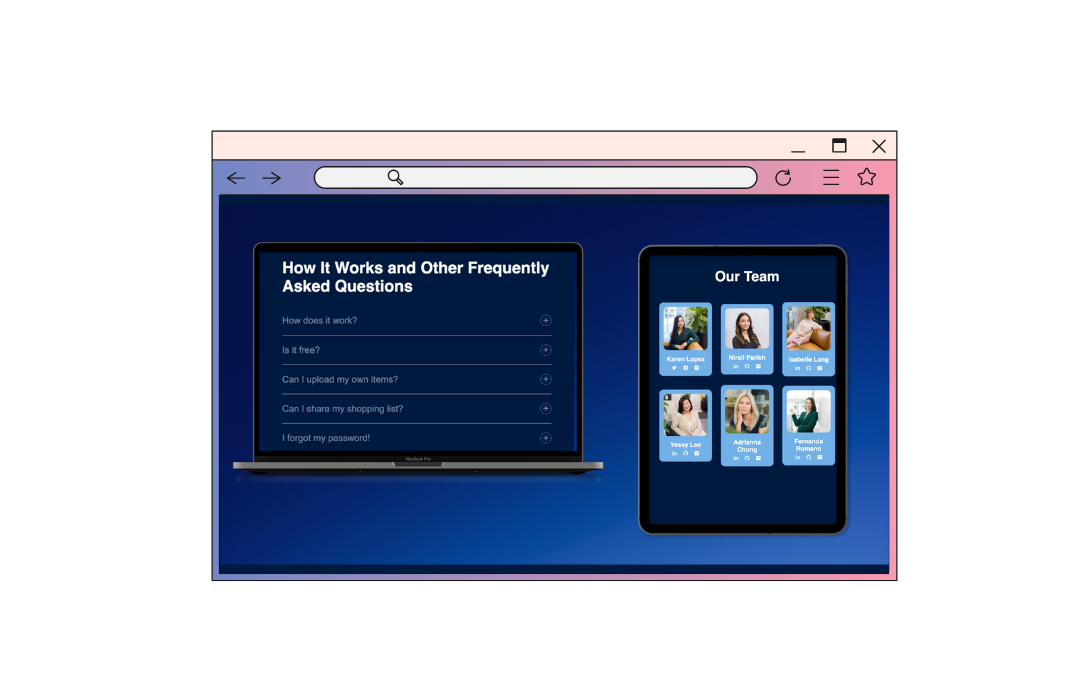 How It Works and Other Frequently
Asked Questions
How does it work?
Is it free?
Can I upload my own items?
Can I share my shopping list?
I forgot my password!
MacBook Pro
Our Team
Karen Lopez
Nirali Parikh
Isabelle Lang
Yessy Lee
Adrianna
Chong
Fernanda
Romano